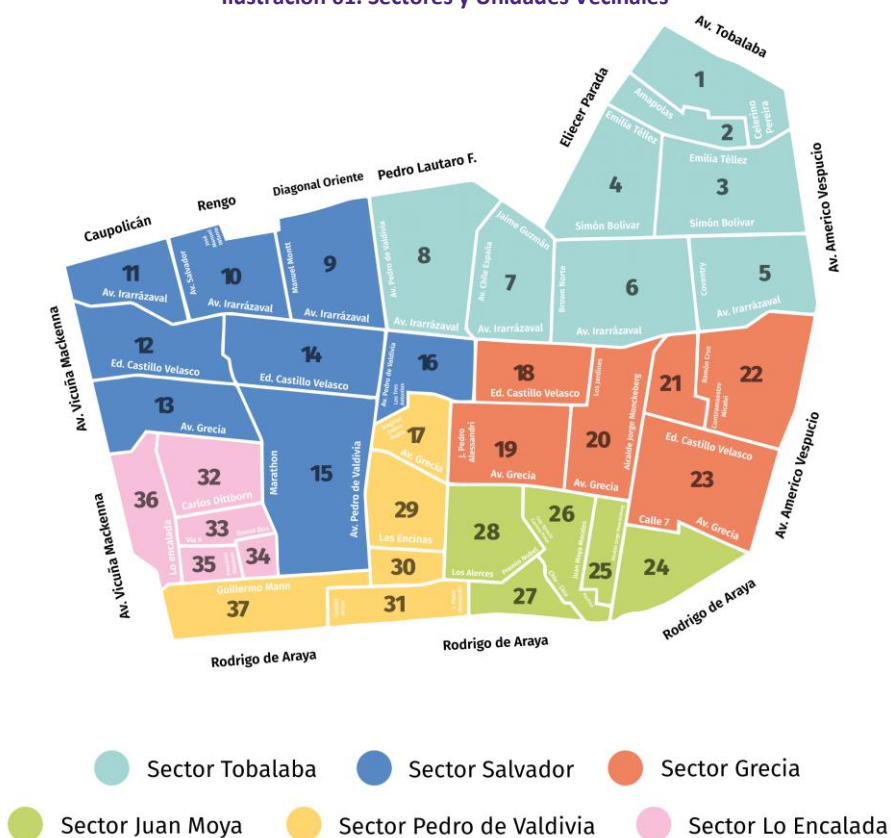 Ilustración 01: Sectores y Unidades Vecinales
Av. Tobalaba
1
Eliecer Parada
Amapolas
Celerino
Pereira
2
Emilia Téllez
Emilia Téllez
Av. Americo Vespucio
Diagonal Oriente
Pedro Lautaro F.
Rengo
Caupolicán
4
3
Simón Bolivar
Simón Bolivar
Jaime Guzmán
11
Av. Salvador
10
Manuel Montt
9
Av. Pedro de Valdivia
8
Av. Chile España
7
Brown Norte
6
Coventry
5
Av. Irarrázaval
Av. Irarrázaval
Av. Irarrázaval
Av. Irarrázaval
Av. Irarrázaval
Av. Irarrázaval
Av. Irarrázaval
Av. Vicuña Mackenna
12
Ed. Castillo Velasco
14
Ed. Castillo Velasco
Av. Pedro de Valdivia
Los Tres
Antonios
16
18
Ed. Castillo Velasco
Los Jardines
Alcalde Jorge Monckeberg
21
Ramón Cruz
Contramaestre
Micalvi
22
13
Av. Grecia
Marathon
15
Av. Pedro de Valdivia
17
Av. Grecia
J. Pedro
Alessandri
19
Av. Grecia
20
Av. Grecia
Ed. Castillo Velasco
23
Calle 7
Av. Grecia
Av. Americo Vespucio
Av. Vicuña Mackenna
36
Lo encalada
32
Carlos Dittborn
33
35
34
29
Las Encinas
30
28
Los Alerces
Premio Nobel
26
Juan Moya Morales
25
24
Guillermo Mann
37
31
27
Rodrigo de Araya
Rodrigo de Araya
Rodrigo de Araya
Sector Tobalaba
Sector Salvador
Sector Grecia
Sector Juan Moya
Sector Pedro de Valdivia
Sector Lo Encalada